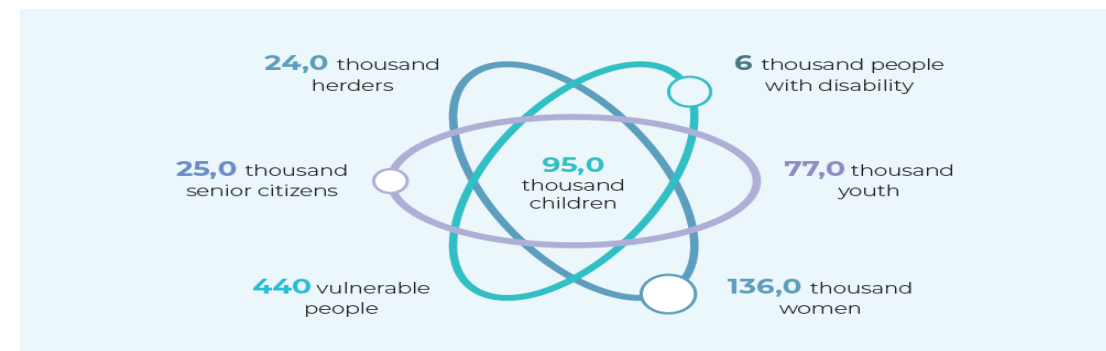 24,0 thousand
herders
6 thousand people
with disability
25,0 thousand
senior citizens
95,0
thousand
children
77,0 thousand
youth
440 vulnerable
people
136,0 thousand
women